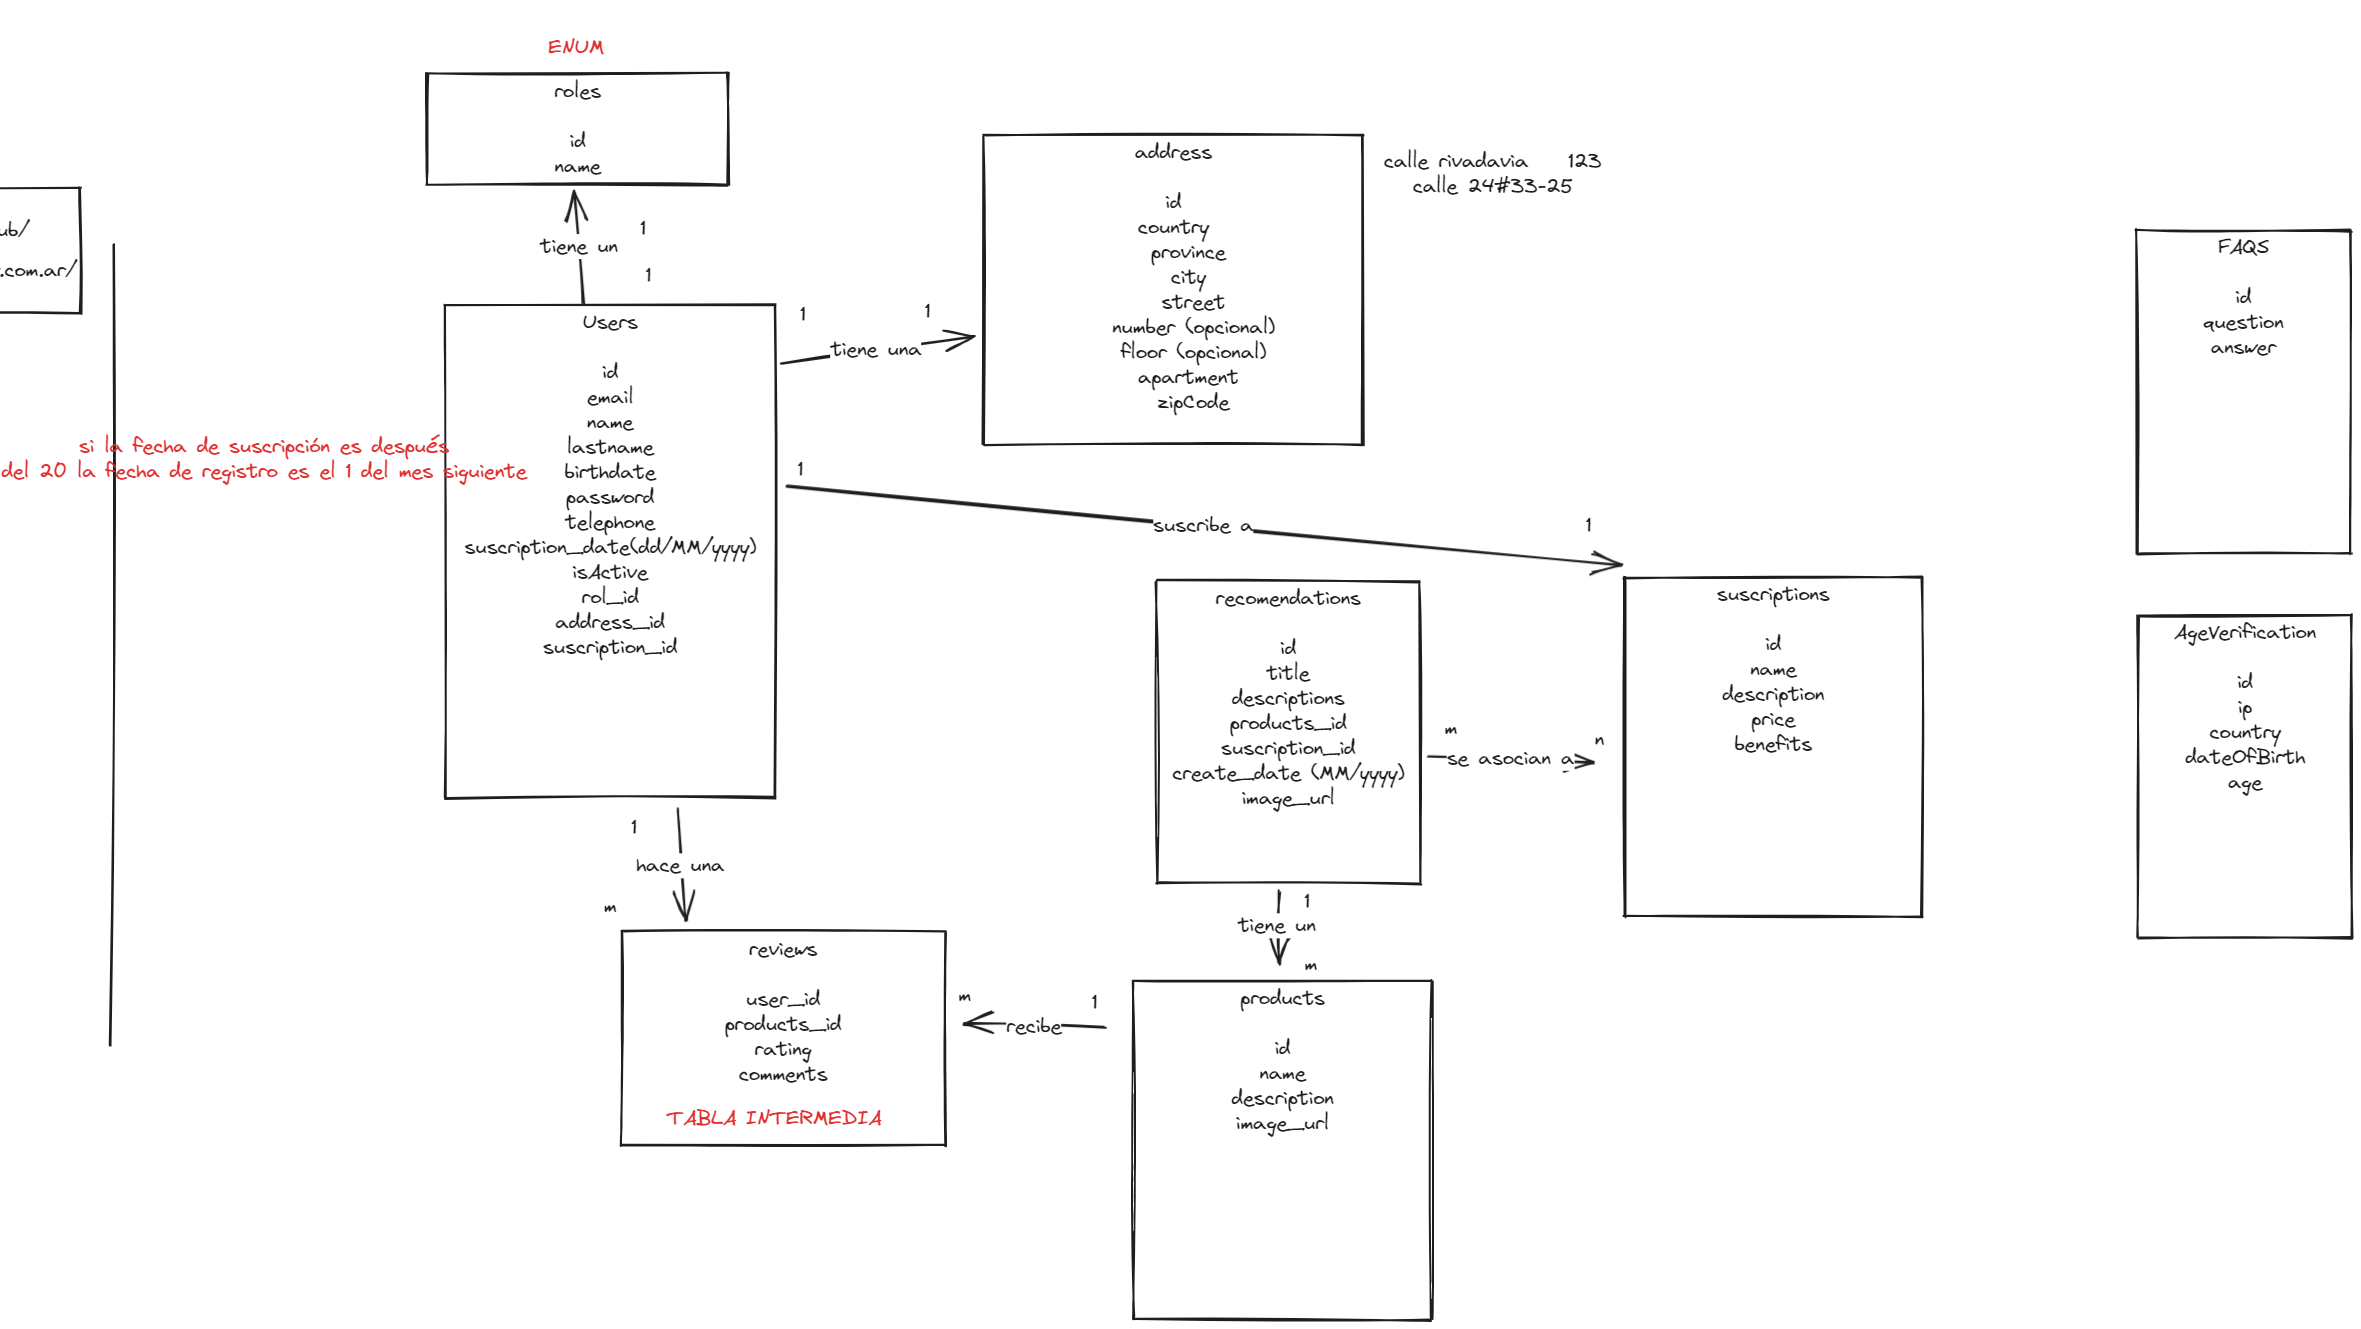 ENUM
roles
id
name
tiene un
1
1
ub/
.com.ar/
si la fecha de suscripción es después
del 20 la fecha de registro es el 1 del mes siguiente
Users
id
email
name
lastname
birthdate
password
telephone
suscription_date(dd/MM/yyyy)
isActive
rol_id
address_id
suscription_id
1
1
tiene una
address
id
country
province
city
street
number (opcional)
floor (opcional)
apartment
zipCode
calle rivadavia 123
calle 24#33-25
1
suscribe a
1
recomendations
id
title
descriptions
products_id
suscription_id
create_date (MM/yyyy)
image_url
m
se asocian a
n
suscriptions
id
name
description
price
benefits
FAQS
id
question
answer
AgeVerification
id
ip
country
dateOfBirth
age
1
hace una
m
reviews
user_id
products_id
rating
comments
TABLA INTERMEDIA
m
recibe
1
1
tiene un
m
products
id
name
description
image_url